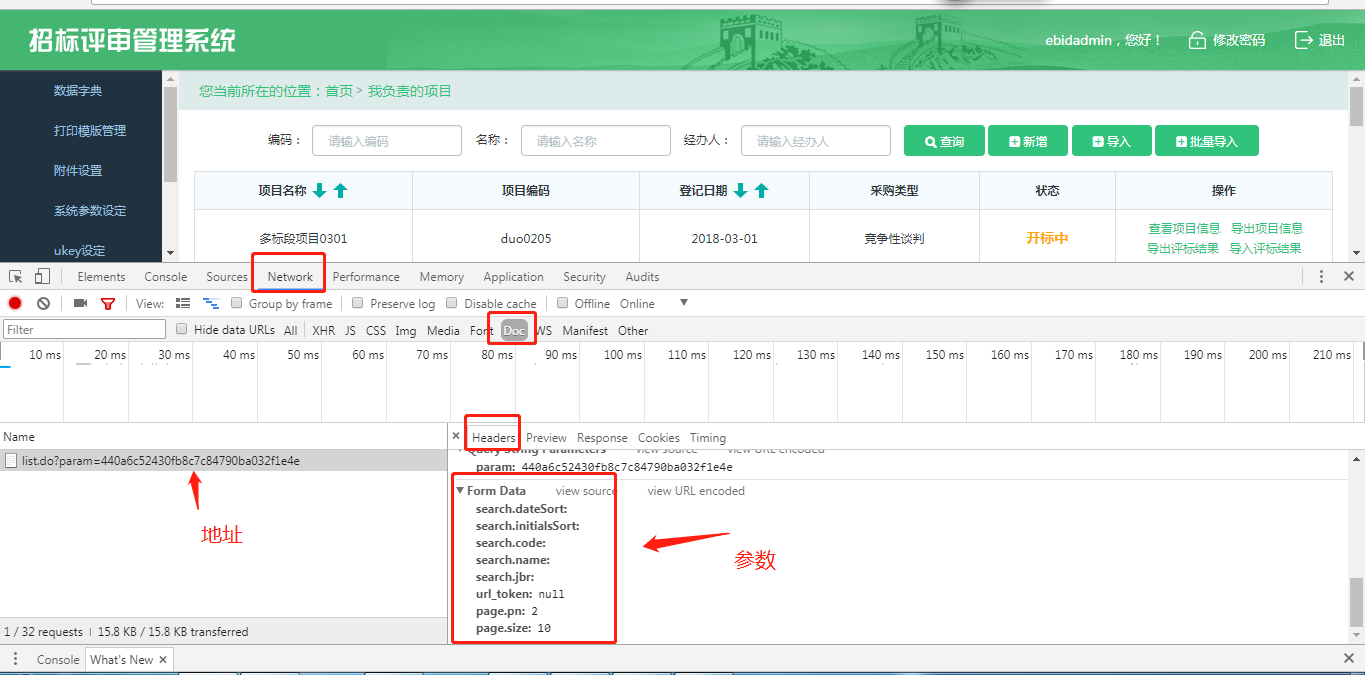 招标评审管理系统
ebidadmin，您好！ 修改密码 退出
数据字典
打印模版管理
附件设置
系统参数设定
ukey设定
您当前所在的位置：首页> 我负责的项目
编码： 请输入编码 名称： 请输入名称 经办人： 请输入经办人 查询 新增 导入 批量导入
项目名称 项目编码 登记日期 采购类型 状态 操作
多标段项目0301 duo0205 2018-03-01 竞争性谈判 开标中 查看项目信息 导出项目信息
导出评标结果 导入评标结果
Elements Console Sources Network Performance Memory Application Security Audits
View: Group by frame Preserve log Disable cache Offline Online
Filter Hide data URLs All XHR JS CSS Img Media Font Doc WS Manifest Other
10 ms 20 ms 30 ms 40 ms 50 ms 60 ms 70 ms 80 ms 90 ms 100 ms 110 ms 120 ms 130 ms 140 ms 150 ms 160 ms 170 ms 180 ms 190 ms 200 ms 210 ms
Name
list.do?param=440a6c52430fb8c7c84790ba032f1e4e
地址
1 / 32 requests | 15.8 KB / 15.8 KB transferred
Headers Preview Response Cookies Timing
Query String Parameters view source view URL encoded
param: 440a6c52430fb8c7c84790ba032f1e4e
Form Data view source view URL encoded
search.dateSort:
search.initialsSort:
search.code:
search.name:
search.jbr:
url_token: null
page.pn: 2
page.size: 10
参数
Console What's New